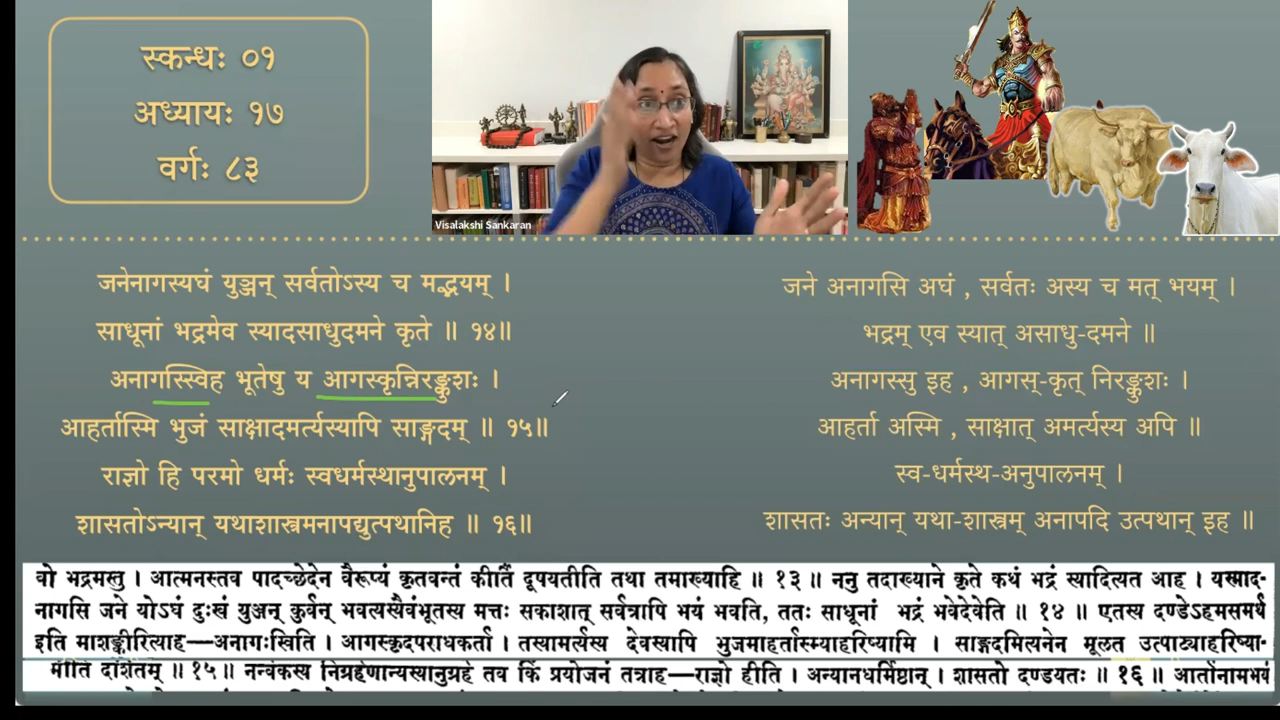 स्कन्धः ०१
अध्यायः १७
वर्गः ८३
Visalakshi Sankaran
जनेनागस्यघं युञ्जन् सर्वतोऽस्य च मद्भयम् ।
साधूनां भद्रमेव स्यादसाधुदमने कृते ॥ १४॥
अनागस्स्विह भूतेषु य आगस्कृन्निरङ्कुशः ।
आहर्तास्मि भुजं साक्षादमर्त्यस्यापि साङ्गदम् ॥ १५॥
राज्ञो हि परमो धर्मः स्वधर्मस्थानुपालनम् ।
शासतोऽन्यान् यथाशास्त्रमनापद्युत्पथानिह ॥ १६॥
जने अनागसि अघं , सर्वतः अस्य च मत् भयम् ।
भद्रम् एव स्यात् असाधु-दमने ॥
अनागस्सु इह , आगस्-कृत् निरङ्कुशः ।
आहर्ता अस्मि , साक्षात् अमर्त्यस्य अपि ॥
स्व-धर्मस्थ-अनुपालनम् ।
शासतः अन्यान् यथा-शास्त्रम् अनापदि उत्पथान् इह ॥
वो भद्रमस्तु । आत्मनस्तव पादच्छेदेन वैरूप्यं कृतवन्तं कीर्तिं दूषयतीति तथा तमाख्याहि ॥ १३ ॥ ननु तदाख्याने कृते कथं भद्रं स्यादित्यत आह । यस्माद-
नागसि जने योऽघं दुःखं युञ्जन् कुर्वन् भवत्यस्यैवंभूतस्य मत्तः सकाशात् सर्वत्रापि भयं भवति, ततः साधूनां भद्रं भवेदेवेति ॥ १४ ॥ एतस्य दण्डेऽहमसमर्थ
इति माशङ्कीरित्याह—अनागःस्विति । आगस्कृदपराधकर्ता । तस्यामर्त्यस्य देवस्यापि भुजमाहर्तास्म्याहरिष्यामि । साङ्गदमित्यनेन मूलत उत्पाट्याहरिष्या-
मीति दर्शितम् ॥ १५॥ नन्वेकस्य निग्रहेणान्यस्यानुग्रहे तव किं प्रयोजनं तत्राह—राज्ञो हीति । अन्यानधर्मिष्ठान् । शासतो दण्डयतः ॥ १६ ॥ आर्तानामभयं